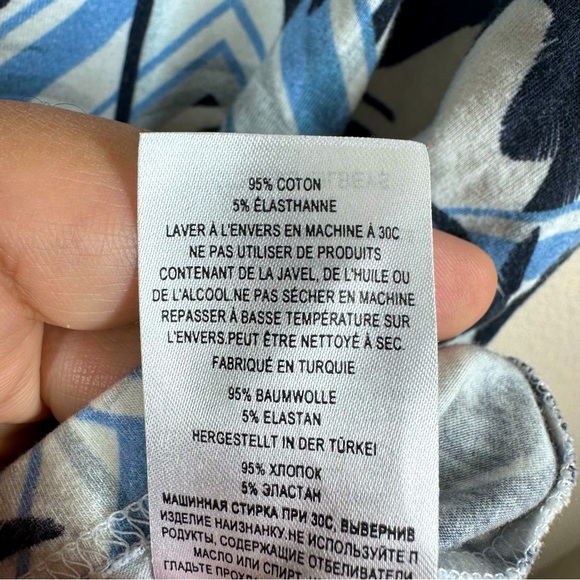 95% COTON
5% ÉLASTHANNE
LAVER À L'ENVERS EN MACHINE À 30C
NE PAS UTILISER DE PRODUITS
CONTENANT DE LA JAVEL, DE L'HUILE OU
DE L'ALCOOL.NE PAS SÉCHER EN MACHINE
REPASSER À BASSE TEMPÉRATURE SUR
L'ENVERS.PEUT ÊTRE NETTOYÉ À SEC.
FABRIQUÉ EN TURQUIE
95% BAUMWOLLE
5% ELASTAN
HERGESTELLT IN DER TÜRKEI
95% ХЛОПОК
5% ЭЛАСТАН
МАШИННАЯ СТИРКА ПРИ 30С, ВЫВЕРНИВ
ИЗДЕЛИЕ НАИЗНАНКУ.НЕ ИСПОЛЬЗУЙТЕ П
РОДУКТЫ, СОДЕРЖАЩИЕ ОТБЕЛИВАТЕЛИ
МАСЛО ИЛИ СПИРТ
ГЛАДЬТЕ